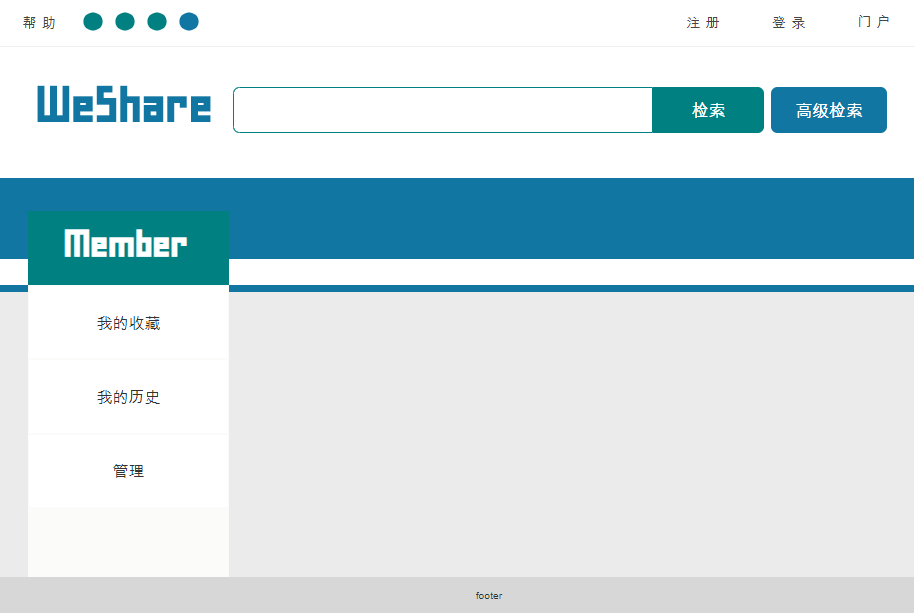 帮 助 注 册 登 录 门 户
WeShare 检索 高级检索
Member
我的收藏
我的历史
管理
footer